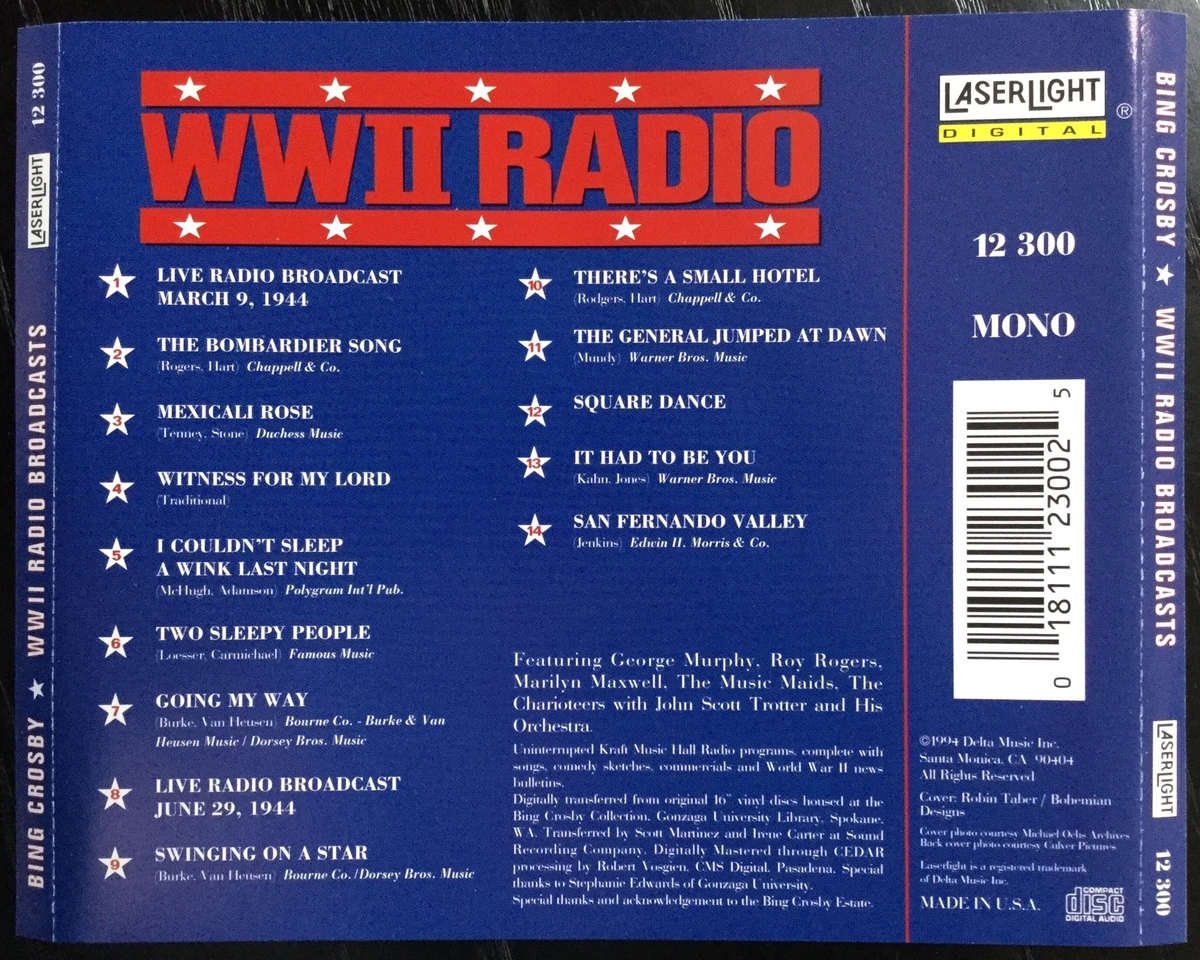 12 300
LASERLIGHT
BING CROSBY ★ WWII RADIO BROADCASTS
WWII RADIO
1
LIVE RADIO BROADCAST
MARCH 9, 1944
2
THE BOMBARDIER SONG
(Rogers, Hart) Chappell & Co.
3
MEXICALI ROSE
(Tenney, Stone) Duchess Music
4
WITNESS FOR MY LORD
(Traditional)
5
I COULDN'T SLEEP
A WINK LAST NIGHT
(McHugh, Adamson) Polygram Int'l Pub.
6
TWO SLEEPY PEOPLE
(Loesser, Carmichael) Famous Music
7
GOING MY WAY
(Burke, Van Heusen) Bourne Co. - Burke & Van
Heusen Music / Dorsey Bros. Music
8
LIVE RADIO BROADCAST
JUNE 29, 1944
9
SWINGING ON A STAR
(Burke, Van Heusen) Bourne Co. /Dorsey Bros. Music
10
THERE'S A SMALL HOTEL
(Rodgers, Hart) Chappell & Co.
11
THE GENERAL JUMPED AT DAWN
(Mundy) Warner Bros. Music
12
SQUARE DANCE
13
IT HAD TO BE YOU
(Kahn, Jones) Warner Bros. Music
14
SAN FERNANDO VALLEY
(Jenkins) Edwin H. Morris & Co.
Featuring George Murphy, Roy Rogers,
Marilyn Maxwell, The Music Maids, The
Charioteers with John Scott Trotter and His
Orchestra.
Uninterrupted Kraft Music Hall Radio programs, complete with
songs, comedy sketches, commercials and World War II news
bulletins.
Digitally transferred from original 16" vinyl discs housed at the
Bing Crosby Collection, Gonzaga University Library, Spokane,
WA. Transferred by Scott Martinez and Irene Carter at Sound
Recording Company. Digitally Mastered through CEDAR
processing by Robert Vosgien, CMS Digital, Pasadena. Special
thanks to Stephanie Edwards of Gonzaga University.
Special thanks and acknowledgement to the Bing Crosby Estate.
LASERLIGHT ®
DIGITAL
12 300
MONO
0 18111 23002 5
©1994 Delta Music Inc.
Santa Monica, CA 90404
All Rights Reserved
Cover: Robin Taber / Bohemian
Designs
Cover photo courtesy Michael Ochs Archives
Back cover photo courtesy Culver Pictures
Laserlight is a registered trademark
of Delta Music Inc.
MADE IN U.S.A.
COMPACT
disc
DIGITAL AUDIO
BING CROSBY ★ WWII RADIO BROADCASTS
LASERLIGHT
12 300